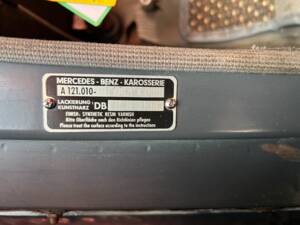 MERCEDES - BENZ - KAROSSERIE
A 121.010-
LACKIERUNG
KUNSTHARZ DB
FINISH: SYNTHETIC RESIN VARNISH
Bitte Oberfläche nach den Richtlinien pflegen
Please treat the surface according to the instructions